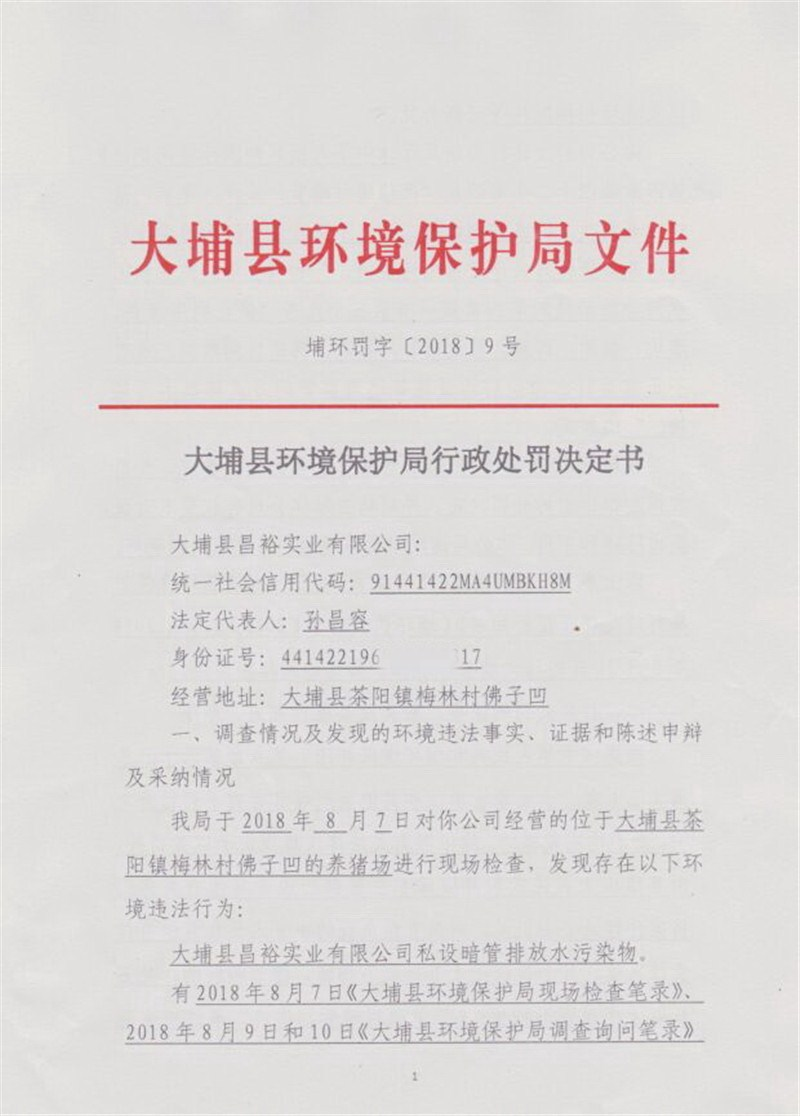 大埔县环境保护局文件
埔环罚字〔2018〕9号
大埔县环境保护局行政处罚决定书
大埔县昌裕实业有限公司：
统一社会信用代码：91441422MA4UMBKH8M
法定代表人：孙昌容
身份证号：441422196 17
经营地址：大埔县茶阳镇梅林村佛子凹
一、调查情况及发现的环境违法事实、证据和陈述申辩
及采纳情况
我局于2018年8月7日对你公司经营的位于大埔县茶
阳镇梅林村佛子凹的养猪场进行现场检查，发现存在以下环
境违法行为：
大埔县昌裕实业有限公司私设暗管排放水污染物。
有2018年8月7日《大埔县环境保护局现场检查笔录》、
2018年8月9日和10日《大埔县环境保护局调查询问笔录》
1